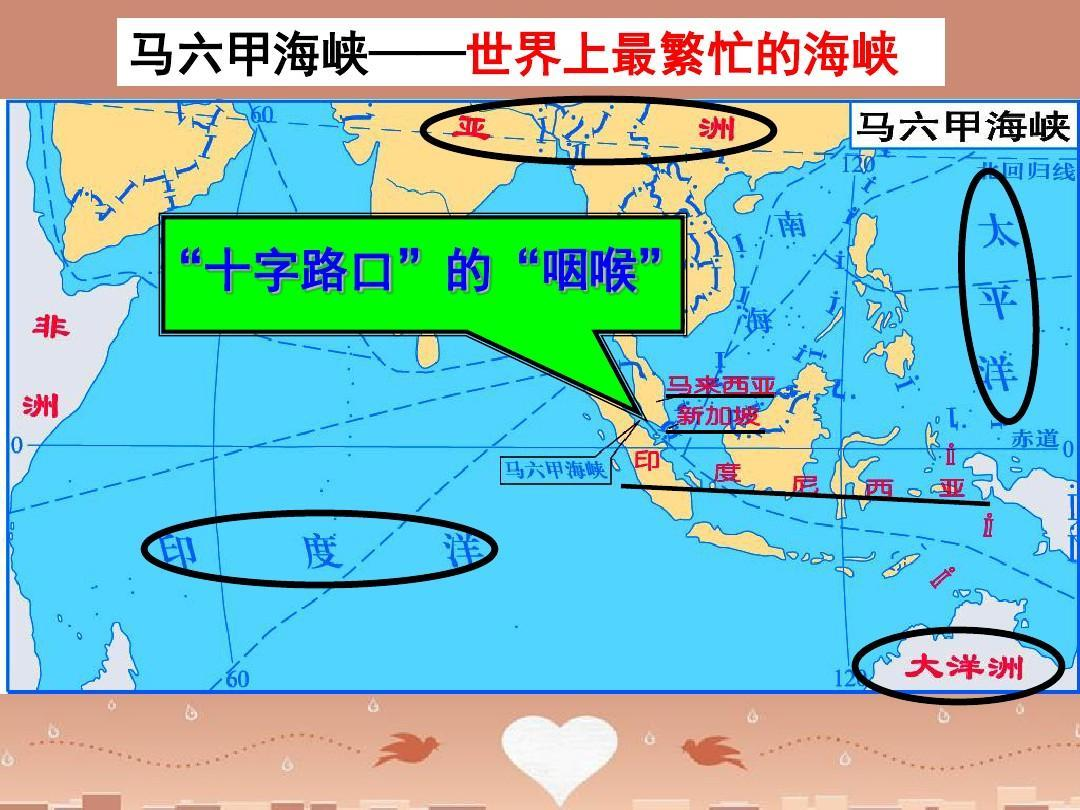 马六甲海峡——世界上最繁忙的海峡
60
亚洲
马六甲海峡
120
北回归线
太平洋
南海
“十字路口”的“咽喉”
非洲
马来西亚
新加坡
0
赤道
0
马六甲海峡
印度尼西亚
印度洋
大洋洲
60
120